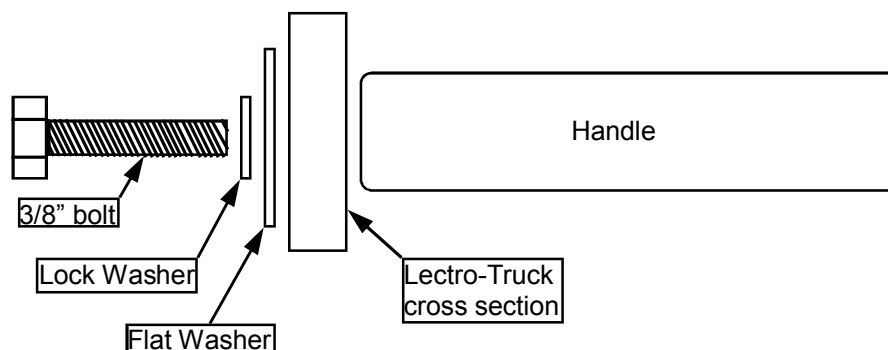 Handle
3/8” bolt
Lock Washer
Lectro-Truck
cross section
Flat Washer